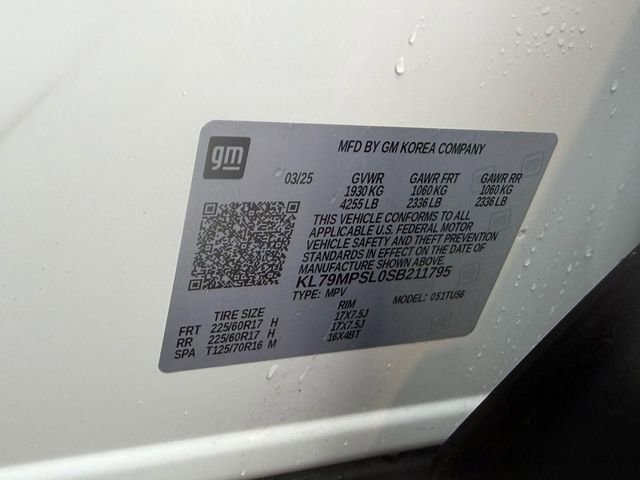 gm
MFD BY GM KOREA COMPANY
03/25 GVWR GAWR FRT GAWR RR
1930 KG 1060 KG 1060 KG
4255 LB 2336 LB 2336 LB
THIS VEHICLE CONFORMS TO ALL
APPLICABLE U.S. FEDERAL MOTOR
VEHICLE SAFETY AND THEFT PREVENTION
STANDARDS IN EFFECT ON THE DATE OF
MANUFACTURE SHOWN ABOVE.
KL79MPSL0SB211795
TYPE: MPV MODEL: 051TU56
TIRE SIZE RIM
FRT 225/60R17 H 17X7.5J
RR 225/60R17 H 17X7.5J
SPA T125/70R16 M 16X4BT